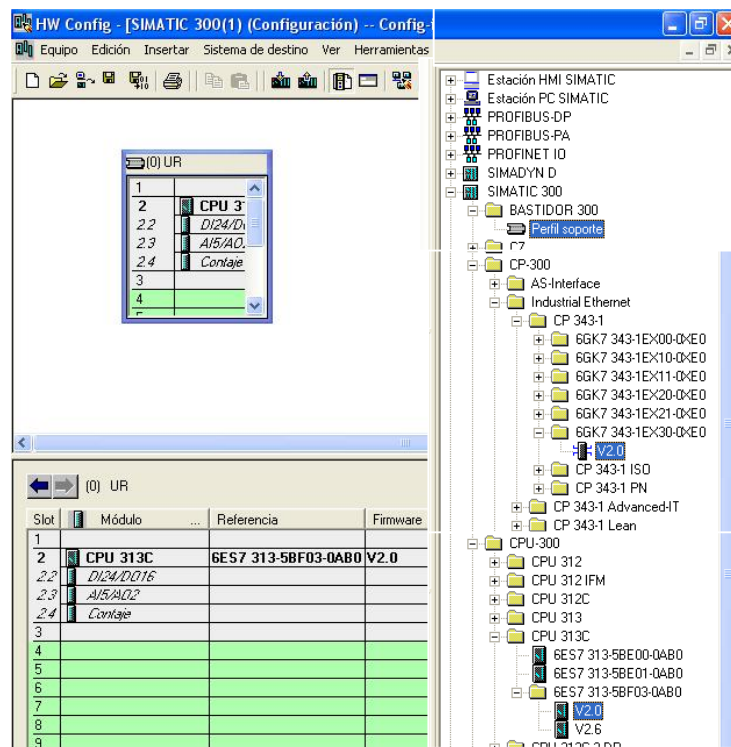 HW Config - [SIMATIC 300(1) (Configuración) -- Config-
Equipo Edición Insertar Sistema de destino Ver Herramientas
(0) UR
1
2 CPU 3
2.2 DI24/D
2.3 AI5/AO
2.4 Contaje
3
4
(0) UR
Slot Módulo ... Referencia Firmware
1
2 CPU 313C 6ES7 313-5BF03-0AB0 V2.0
2.2 DI24/DO16
2.3 AI5/AO2
2.4 Contaje
3
4
5
6
7
8
9
Estación HMI SIMATIC
Estación PC SIMATIC
PROFIBUS-DP
PROFIBUS-PA
PROFINET IO
SIMADYN D
SIMATIC 300
BASTIDOR 300
Perfil soporte
C7
CP-300
AS-Interface
Industrial Ethernet
CP 343-1
6GK7 343-1EX00-0XE0
6GK7 343-1EX10-0XE0
6GK7 343-1EX11-0XE0
6GK7 343-1EX20-0XE0
6GK7 343-1EX21-0XE0
6GK7 343-1EX30-0XE0
V2.0
CP 343-1 ISO
CP 343-1 PN
CP 343-1 Advanced-IT
CP 343-1 Lean
CPU-300
CPU 312
CPU 312 IFM
CPU 312C
CPU 313
CPU 313C
6ES7 313-5BE00-0AB0
6ES7 313-5BE01-0AB0
6ES7 313-5BF03-0AB0
V2.0
V2.6
CPU 313C-2 DP